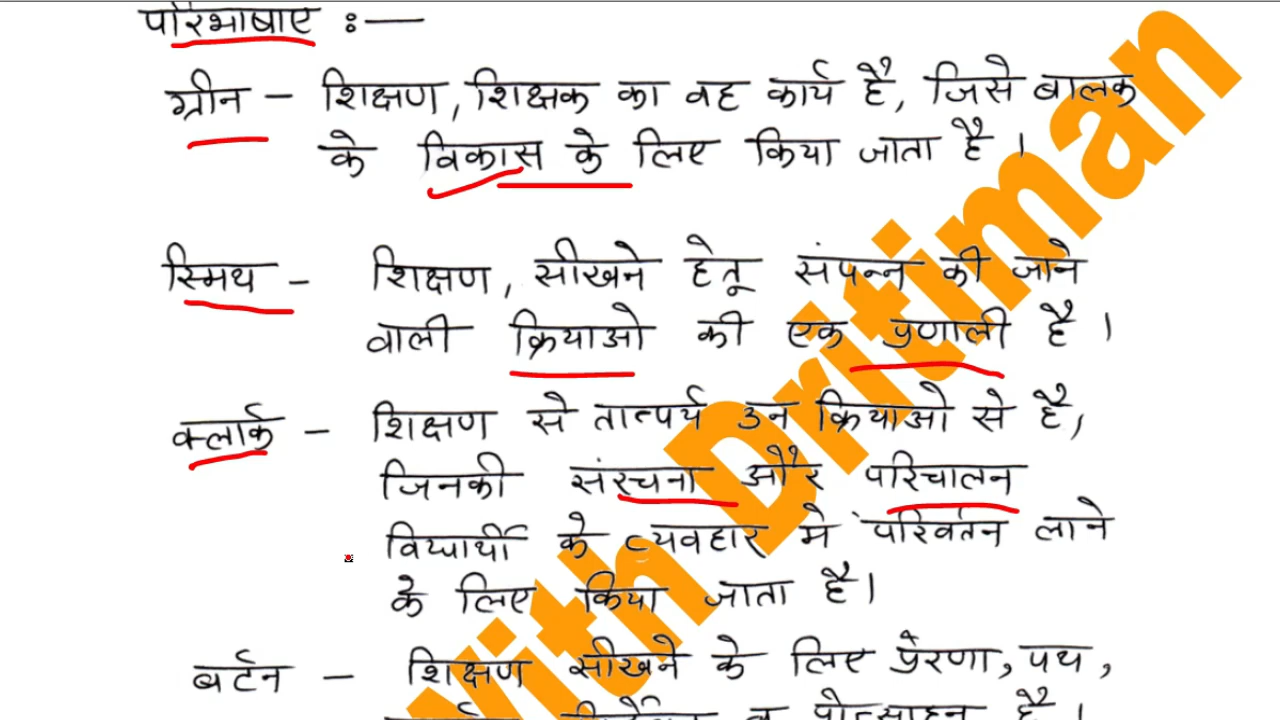 परिभाषाए :—
ग्रीन – शिक्षण, शिक्षक का वह कार्य है, जिसे बालक
के विकास के लिए किया जाता है ।
स्मिथ – शिक्षण, सीखने हेतू संपन्न की जाने
वाली क्रियाओ की एक प्रणाली है ।
क्लार्क – शिक्षण से तात्पर्य उन क्रियाओ से है,
जिनकी संरचना और परिचालन
विद्यार्थी के व्यवहार मे परिवर्तन लाने
के लिए किया जाता है।
बर्टन – शिक्षण सीखने के लिए प्रेरणा, पथ,
व प्रोत्साहन है ।
with Dritiman